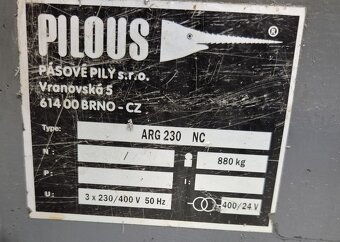 PILOUS ®
PÁSOVÉ PILY s.r.o.
Vranovská 5
614 00 BRNO - CZ
Type: ARG 230 NC
N: / 880 kg
P: I:
U: 3 x 230/400 V 50 Hz 400/24 V